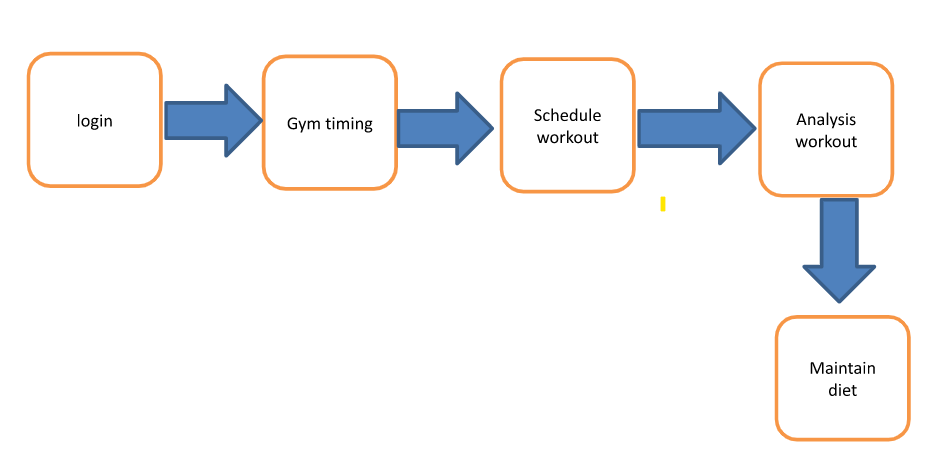 login
Gym timing
Schedule
workout
Analysis
workout
Maintain
diet